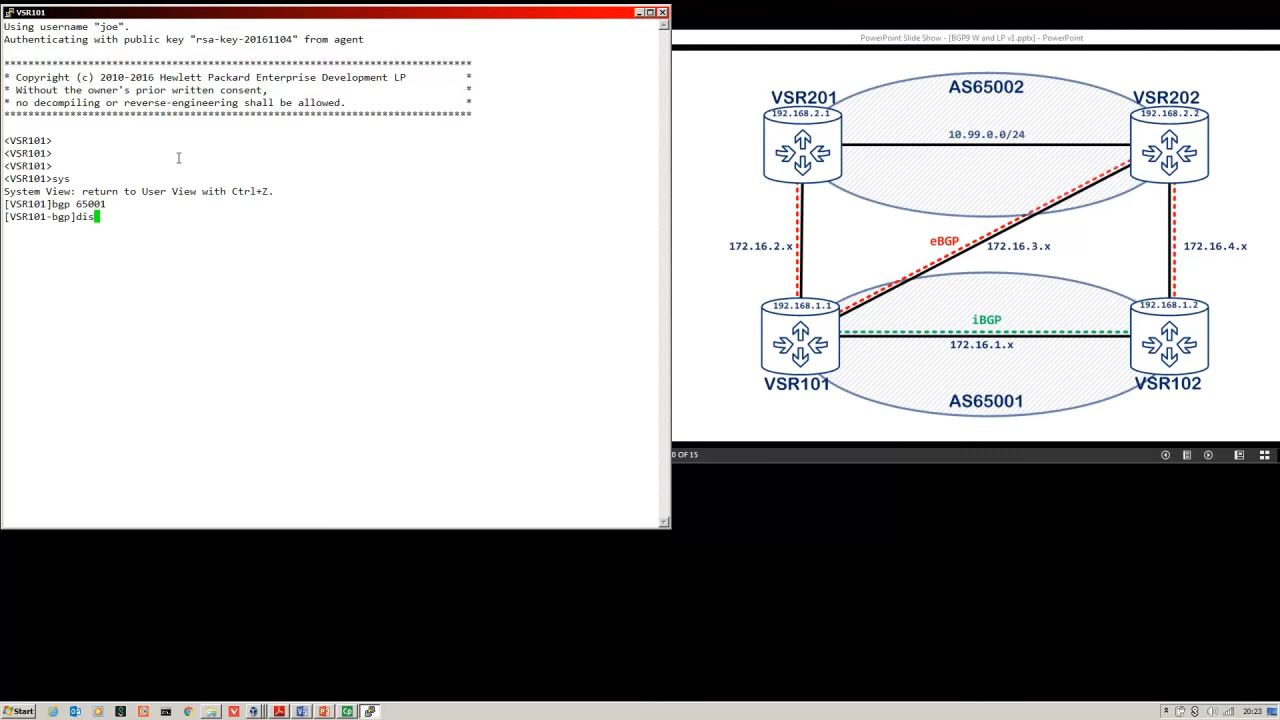 VSR101
Using username "joe".
Authenticating with public key "rsa-key-20161104" from agent
******************************************************************************
* Copyright (c) 2010-2016 Hewlett Packard Enterprise Development LP *
* Without the owner's prior written consent, *
* no decompiling or reverse-engineering shall be allowed. *
******************************************************************************
<VSR101>
<VSR101>
<VSR101>
<VSR101>sys
System View: return to User View with Ctrl+Z.
[VSR101]bgp 65001
[VSR101-bgp]dis
PowerPoint Slide Show - [BGP9 W and LP v1.pptx] - PowerPoint
AS65002
VSR201
VSR202
192.168.2.1
192.168.2.2
10.99.0.0/24
172.16.2.x
eBGP
172.16.3.x
172.16.4.x
192.168.1.1
192.168.1.2
iBGP
172.16.1.x
VSR101
VSR102
AS65001
0 OF 15
Start
20:23